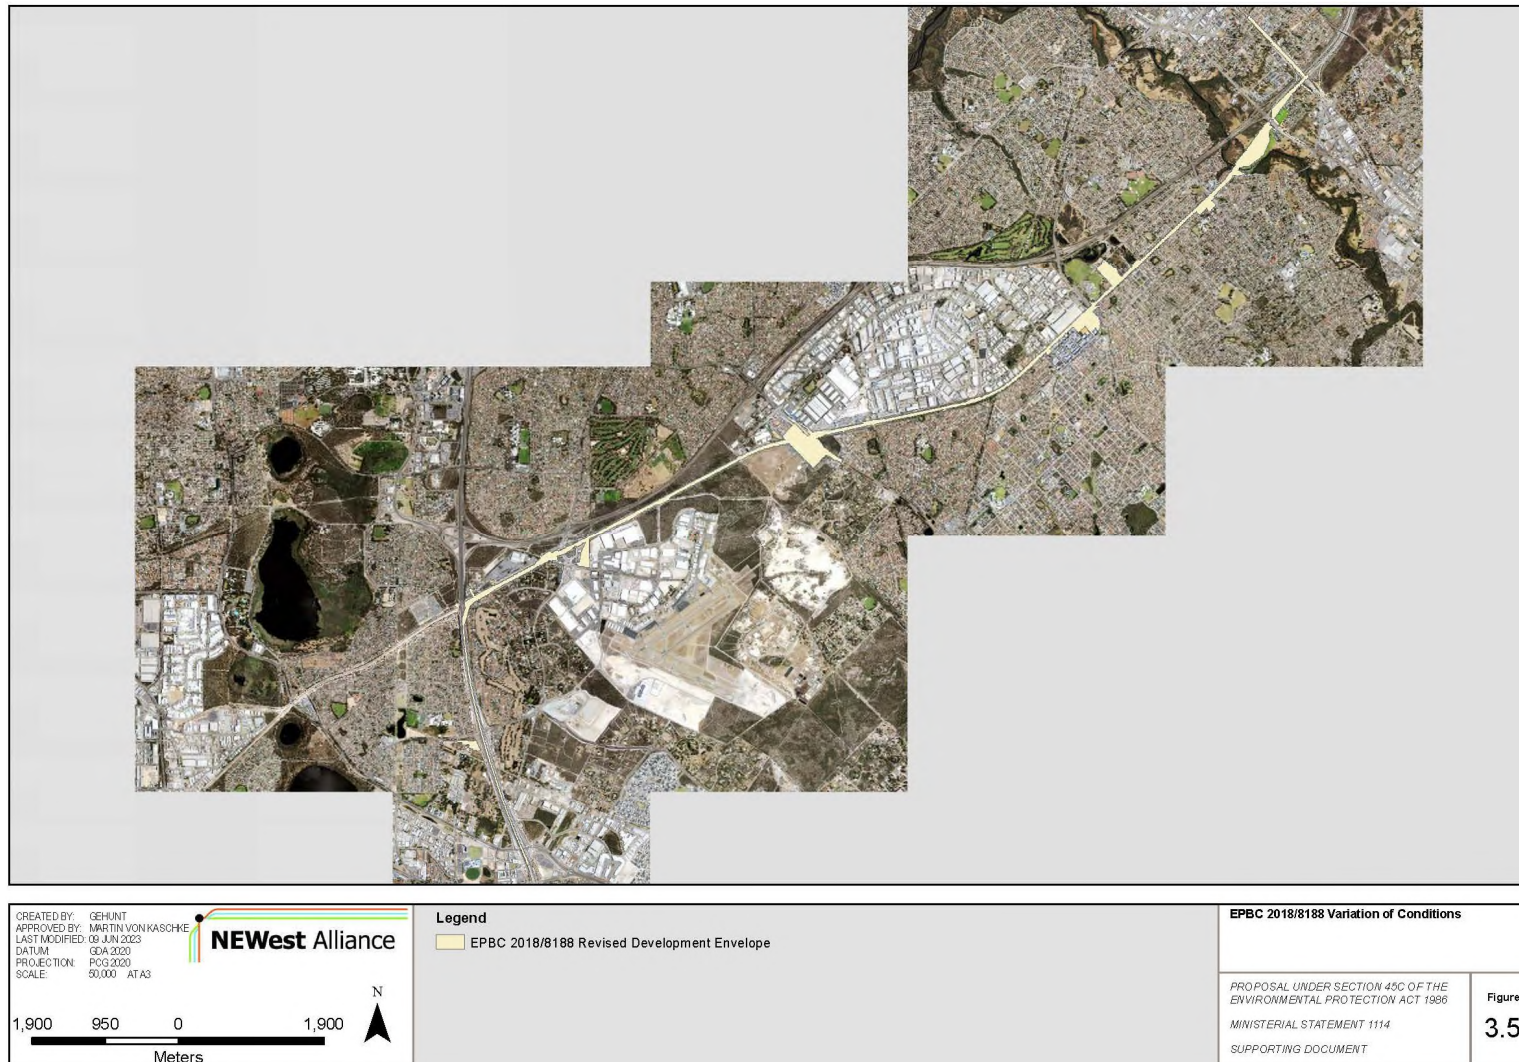 CREATED BY: GEHUNT
APPROVED BY: MARTIN VON KASCHKE
LAST MODIFIED: 09 JUN 2023
DATUM: GDA 2020
PROJECTION: PCG 2020
SCALE: 50,000 AT A3
NEWest Alliance
N
1,900 950 0 1,900
Meters
Legend
EPBC 2018/8188 Revised Development Envelope
EPBC 2018/8188 Variation of Conditions
PROPOSAL UNDER SECTION 45C OF THE
ENVIRONMENTAL PROTECTION ACT 1986
MINISTERIAL STATEMENT 1114
SUPPORTING DOCUMENT
Figure
3.5